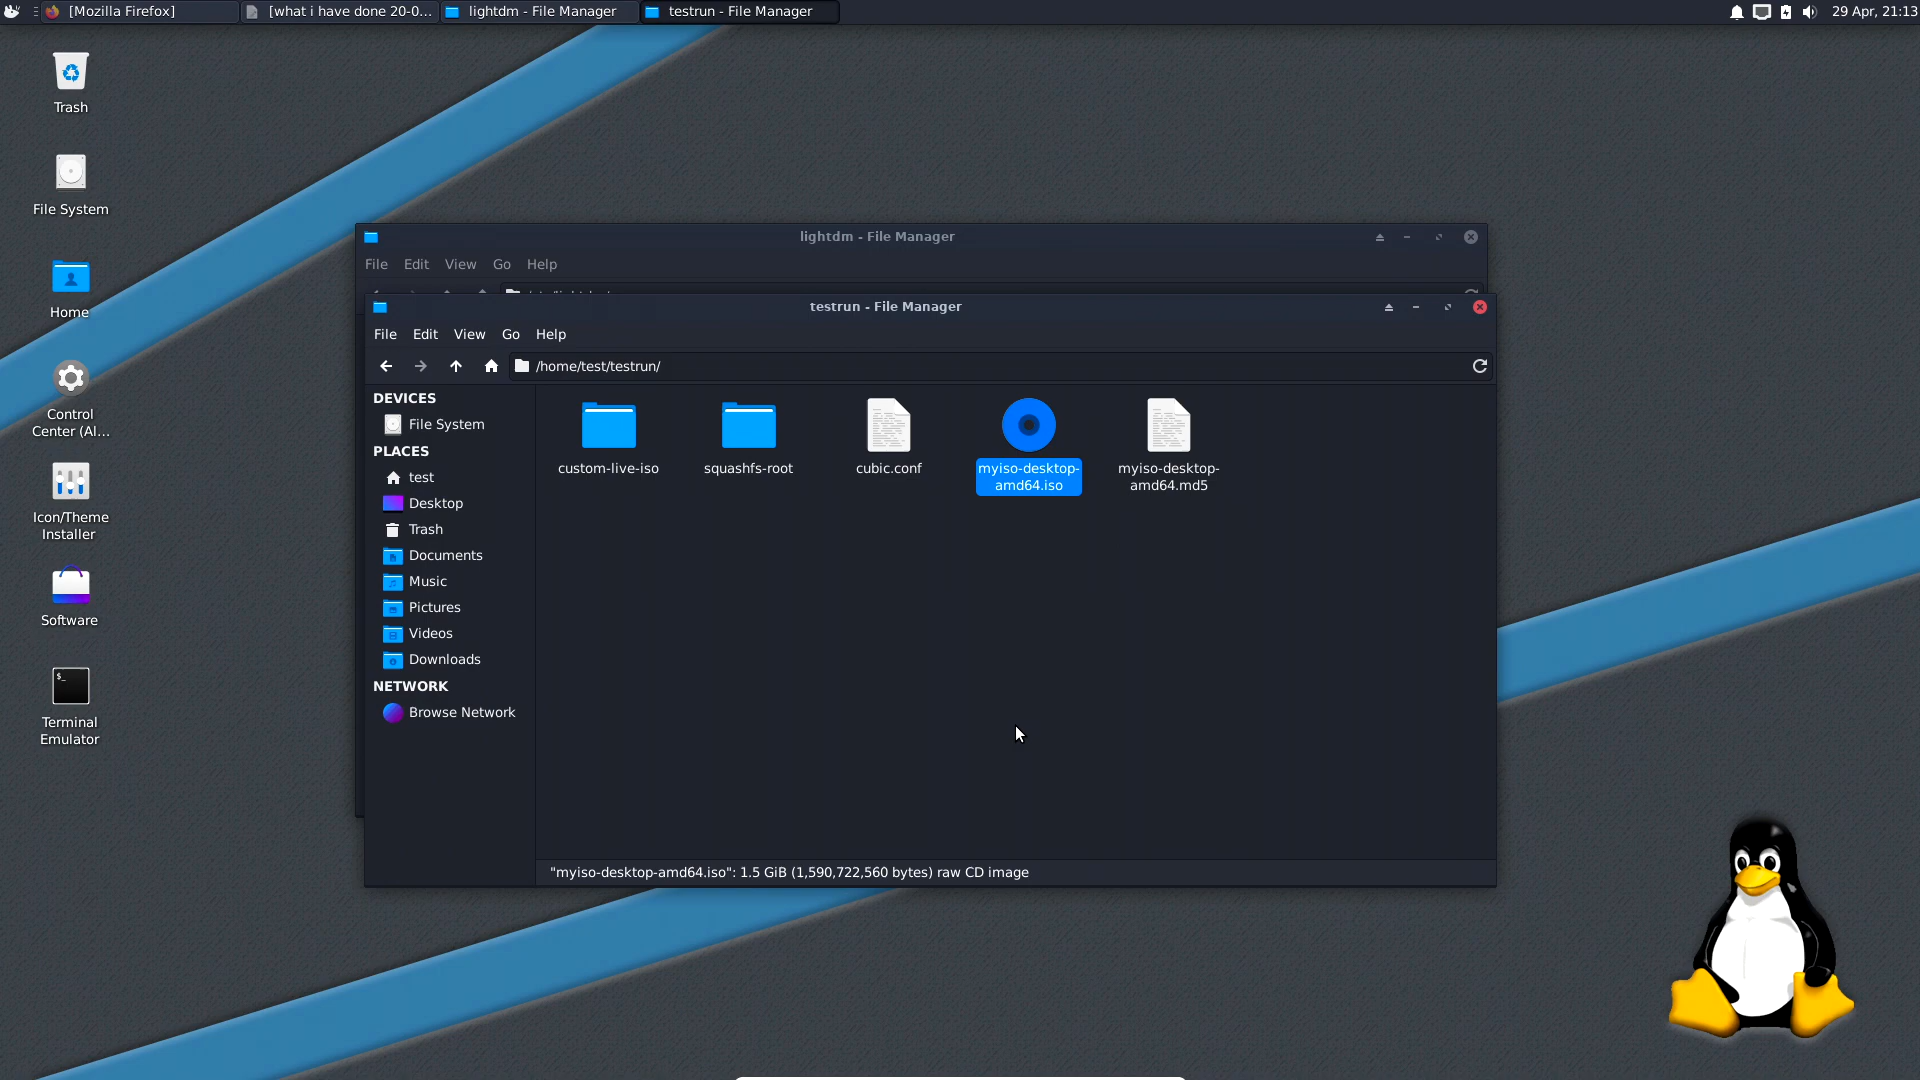 [Mozilla Firefox]
[what i have done 20-0...
lightdm - File Manager
testrun - File Manager
29 Apr, 21:13
Trash
File System
Home
Control
Center (Al...
Icon/Theme
Installer
Software
$_
Terminal
Emulator
lightdm - File Manager
File Edit View Go Help
testrun - File Manager
File Edit View Go Help
/home/test/testrun/
DEVICES
File System
PLACES
test
Desktop
Trash
Documents
Music
Pictures
Videos
Downloads
NETWORK
Browse Network
custom-live-iso
squashfs-root
cubic.conf
myiso-desktop-
amd64.iso
myiso-desktop-
amd64.md5
"myiso-desktop-amd64.iso": 1.5 GiB (1,590,722,560 bytes) raw CD image